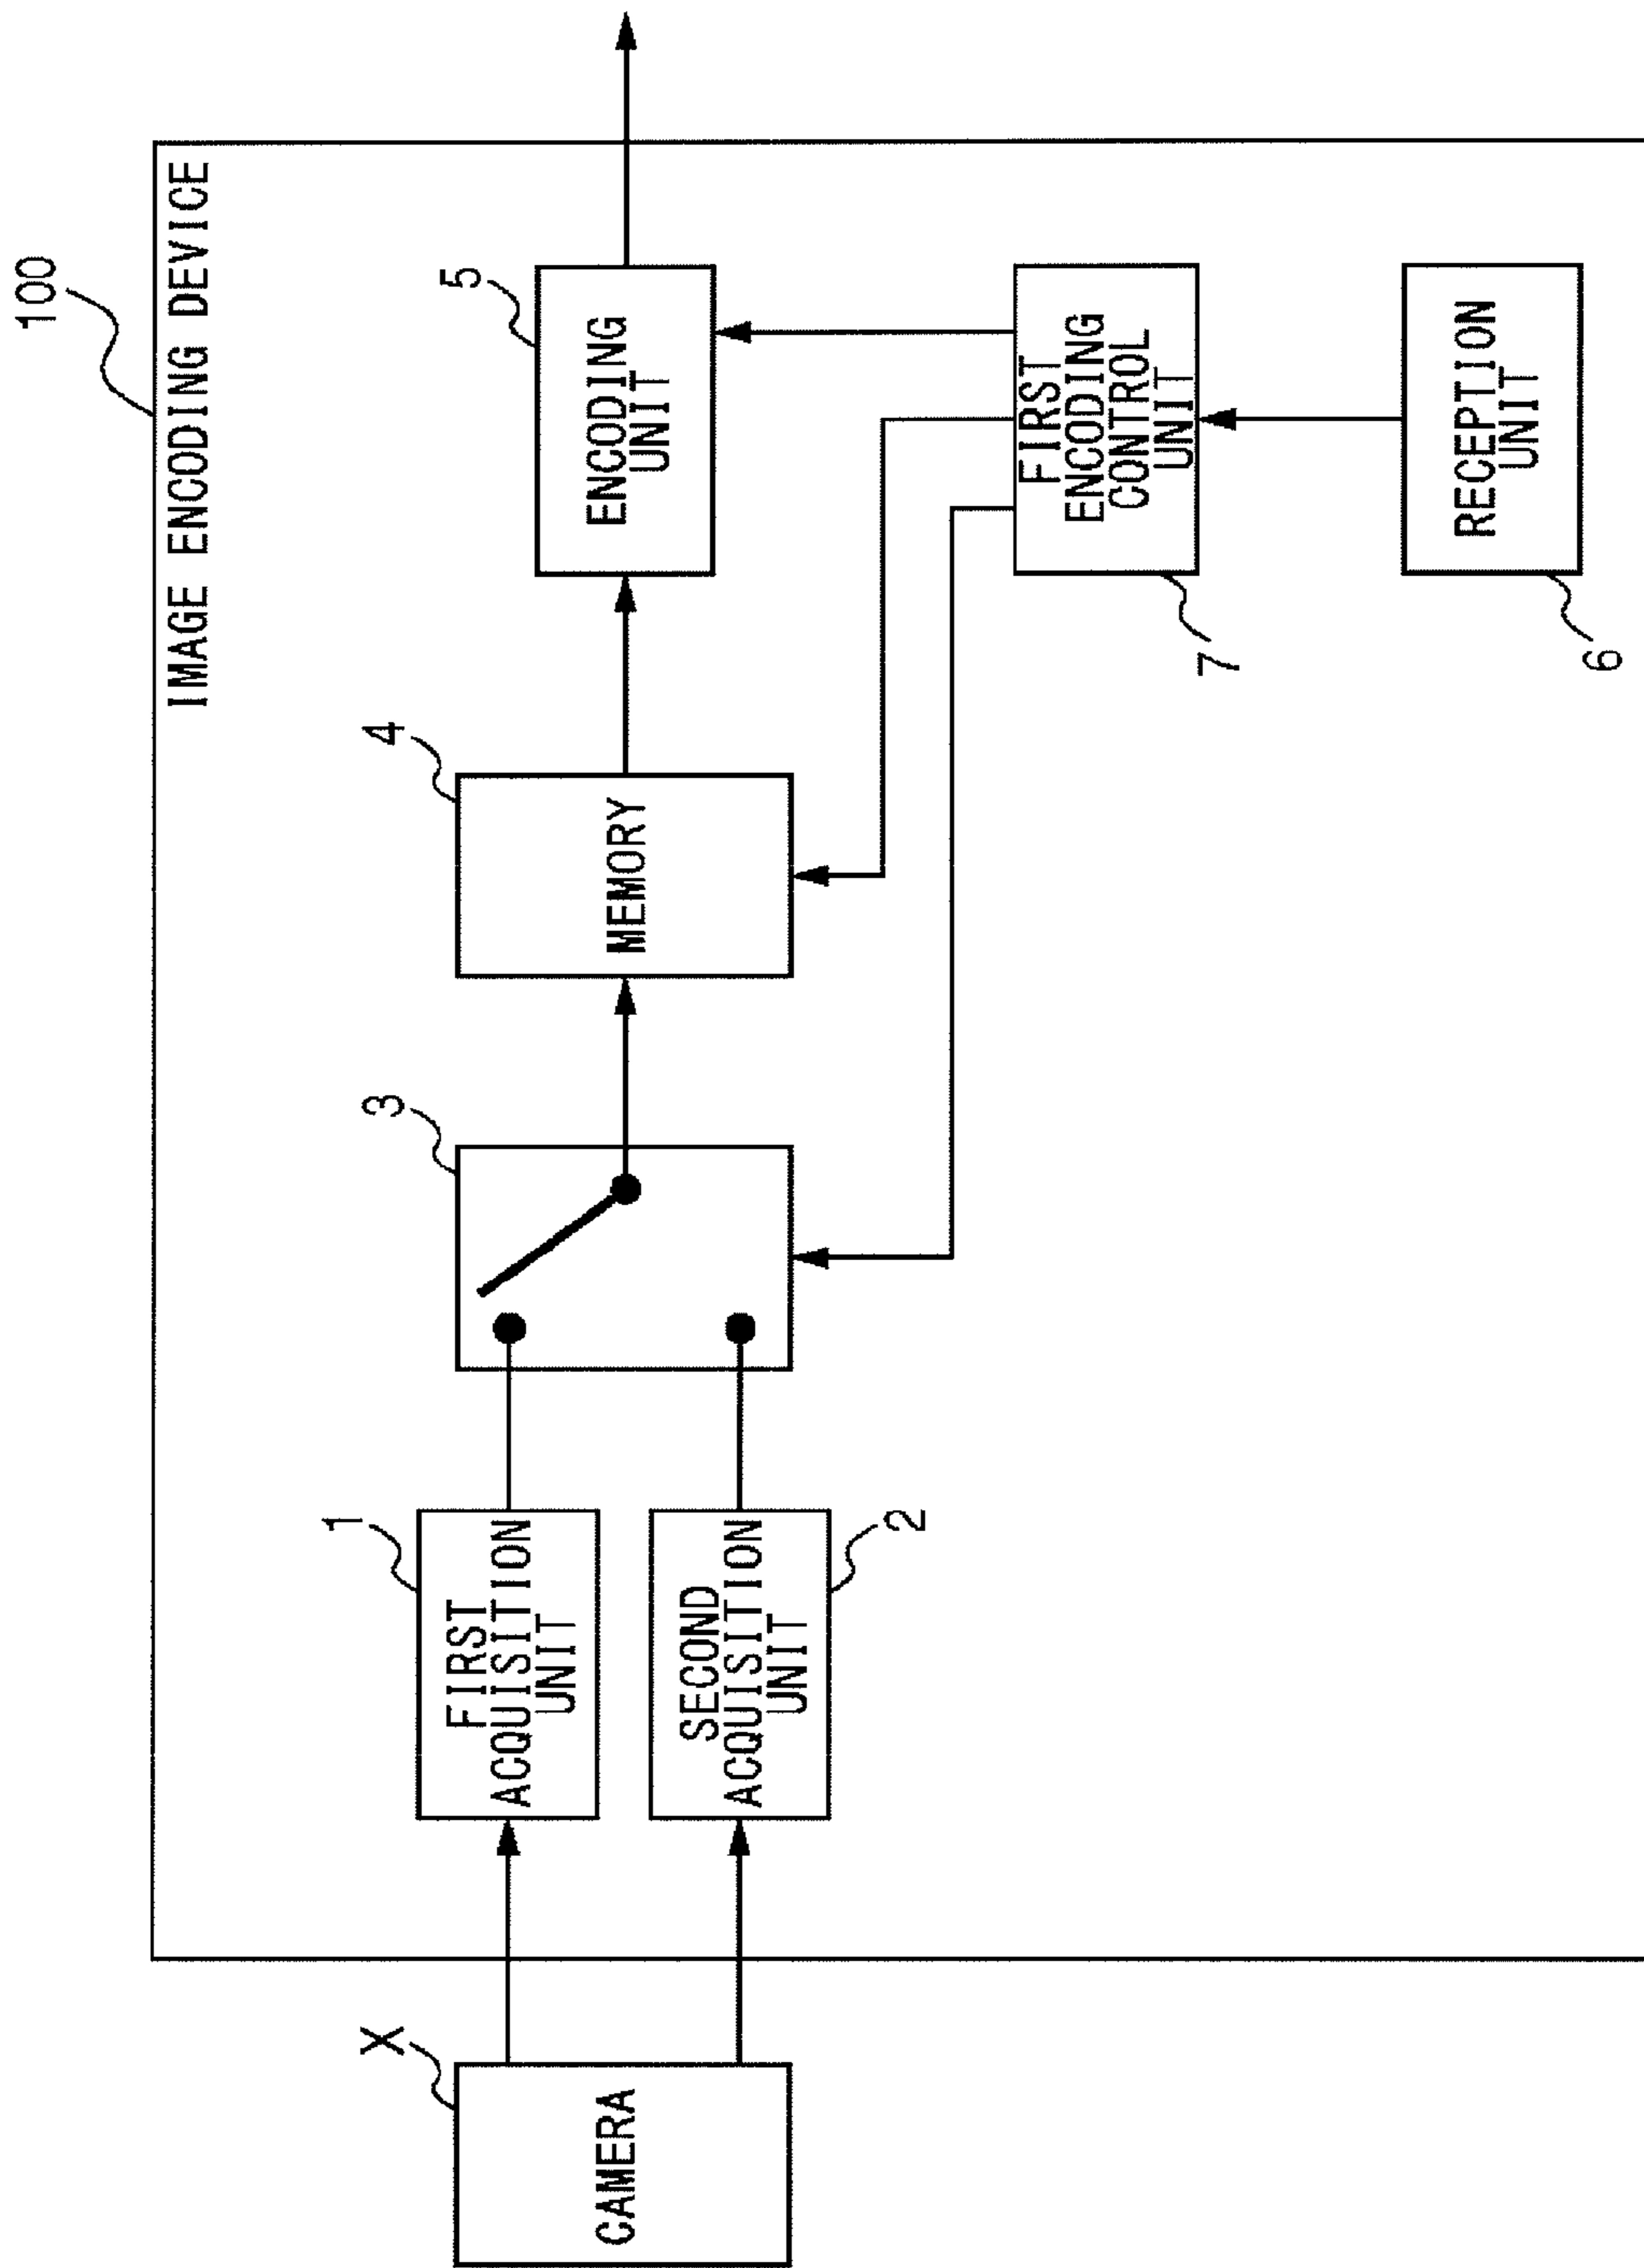 100
IMAGE ENCODING DEVICE
X
CAMERA
1
FIRST
ACQUISITION
UNIT
2
SECOND
ACQUISITION
UNIT
3
4
MEMORY
5
ENCODING
UNIT
7
FIRST
ENCODING
CONTROL
UNIT
6
RECEPTION
UNIT